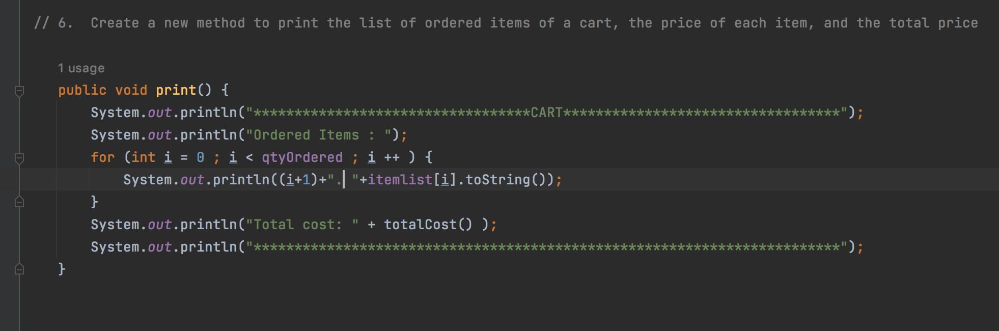 // 6.  Create a new method to print the list of ordered items of a cart, the price of each item, and the total price
1 usage
public void print() {
System.out.println("**********************************CART**********************************");
System.out.println("Ordered Items : ");
for (int i = 0 ; i < qtyOrdered ; i ++ ) {
System.out.println((i+1)+". "+itemlist[i].toString());
}
System.out.println("Total cost: " + totalCost() );
System.out.println("************************************************************************");
}